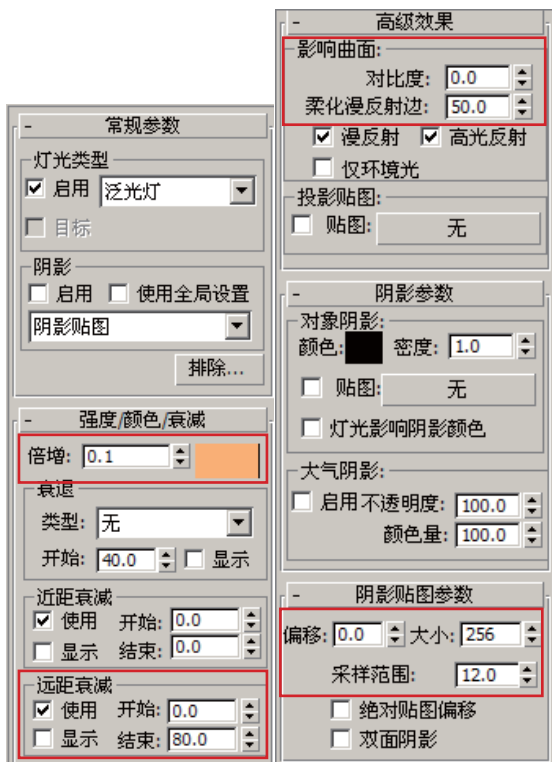 - 常规参数
灯光类型
启用 泛光灯
目标
阴影
启用 使用全局设置
阴影贴图
排除...
- 强度/颜色/衰减
倍增: 0.1
衰退
类型: 无
开始: 40.0 显示
近距衰减
使用 开始: 0.0
显示 结束: 0.0
远距衰减
使用 开始: 0.0
显示 结束: 80.0
- 高级效果
影响曲面:
对比度: 0.0
柔化漫反射边: 50.0
漫反射 高光反射
仅环境光
投影贴图:
贴图: 无
- 阴影参数
对象阴影:
颜色: 密度: 1.0
贴图: 无
灯光影响阴影颜色
大气阴影:
启用 不透明度: 100.0
颜色量: 100.0
- 阴影贴图参数
偏移: 0.0 大小: 256
采样范围: 12.0
绝对贴图偏移
双面阴影